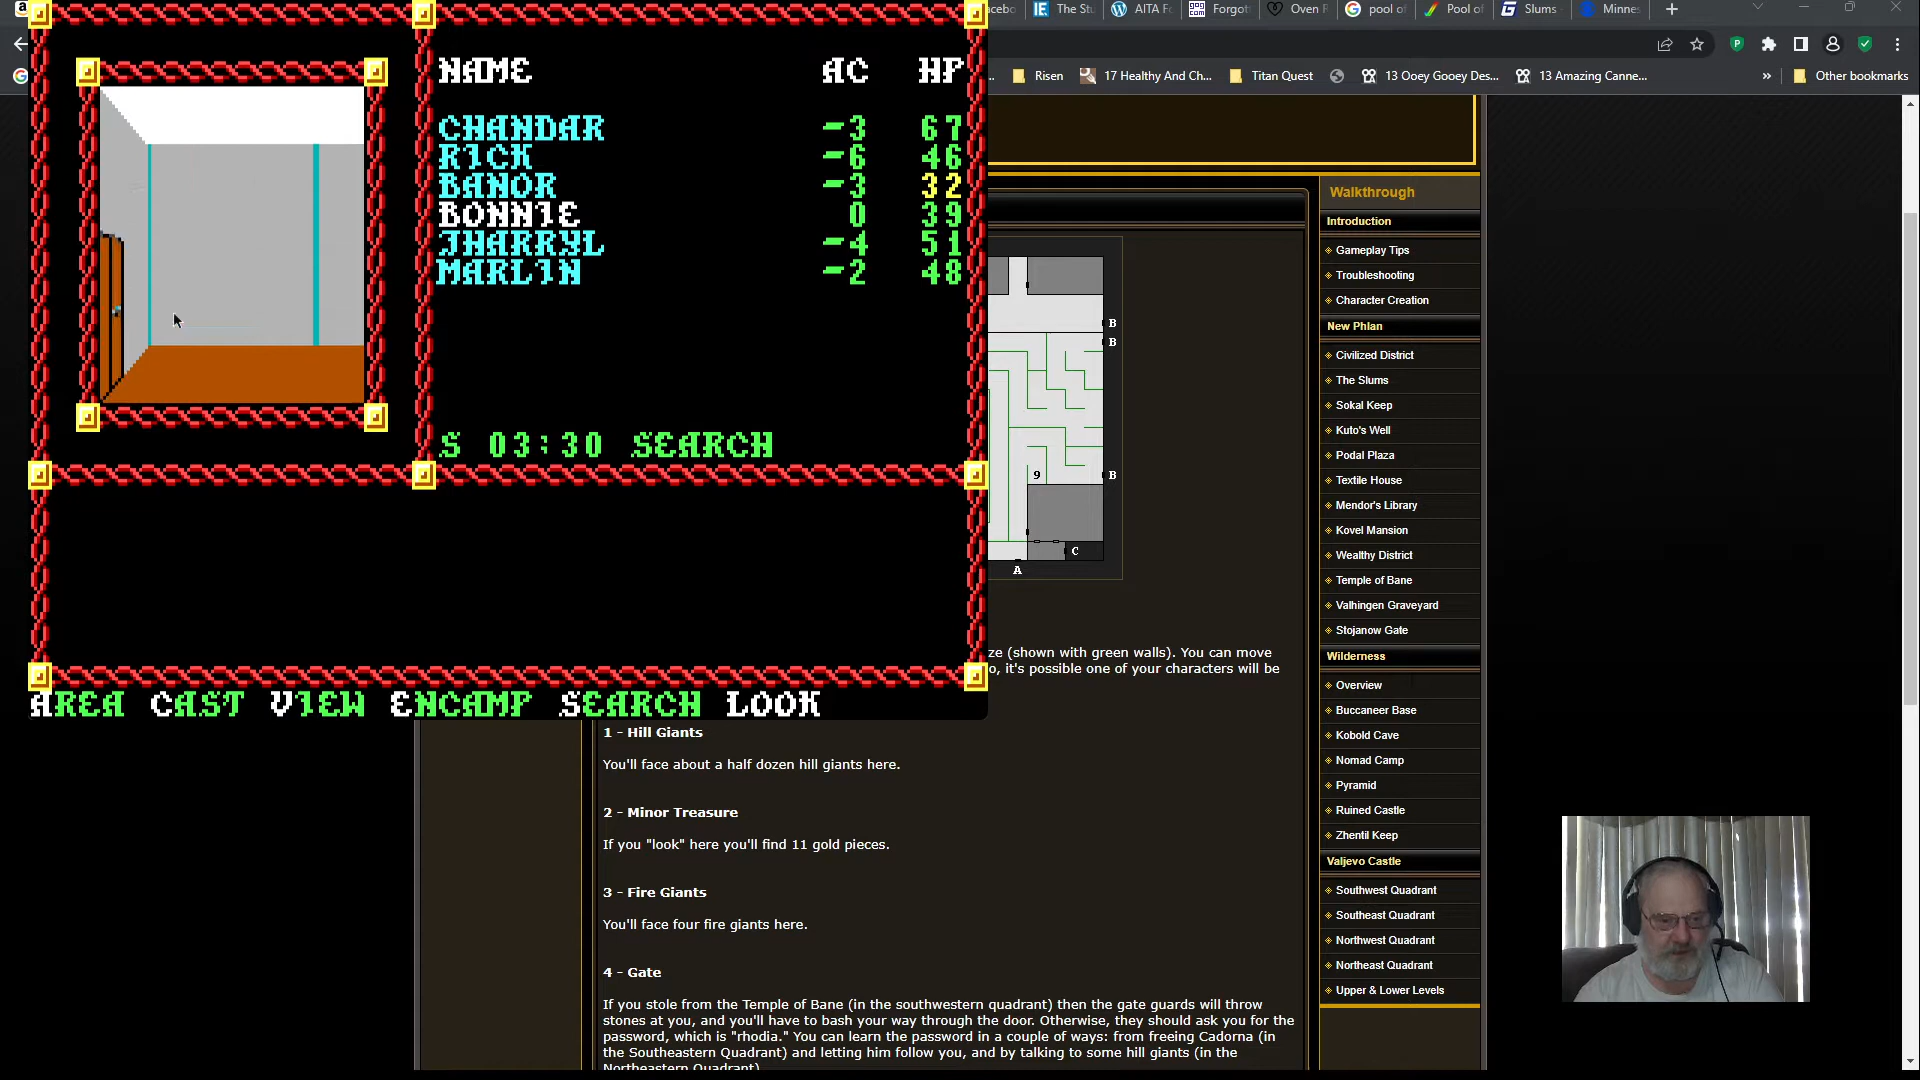 cebo
The Stu
AITA Fo
Forgot
Oven F
pool of
Pool of
Slums -
Minnes
Risen
17 Healthy And Ch...
Titan Quest
13 Ooey Gooey Des...
13 Amazing Canne...
»
Other bookmarks
NAME AC HP
CHANDAR -3 67
RICK -6 46
BANOR -3 32
BONNIE 0 39
JHARRYL -4 51
MARLIN -2 48
S 03:30 SEARCH
AREA CAST VIEW ENCAMP SEARCH LOOK
B
B
9 B
C
A
ze (shown with green walls). You can move
o, it's possible one of your characters will be
1 - Hill Giants
You'll face about a half dozen hill giants here.
2 - Minor Treasure
If you "look" here you'll find 11 gold pieces.
3 - Fire Giants
You'll face four fire giants here.
4 - Gate
If you stole from the Temple of Bane (in the southwestern quadrant) then the gate guards will throw
stones at you, and you'll have to bash your way through the door. Otherwise, they should ask you for the
password, which is "rhodia." You can learn the password in a couple of ways: from freeing Cadorna (in
the Southeastern Quadrant) and letting him follow you, and by talking to some hill giants (in the
Northeastern Quadrant)
Walkthrough
Introduction
Gameplay Tips
Troubleshooting
Character Creation
New Phlan
Civilized District
The Slums
Sokal Keep
Kuto's Well
Podal Plaza
Textile House
Mendor's Library
Kovel Mansion
Wealthy District
Temple of Bane
Valhingen Graveyard
Stojanow Gate
Wilderness
Overview
Buccaneer Base
Kobold Cave
Nomad Camp
Pyramid
Ruined Castle
Zhentil Keep
Valjevo Castle
Southwest Quadrant
Southeast Quadrant
Northwest Quadrant
Northeast Quadrant
Upper & Lower Levels